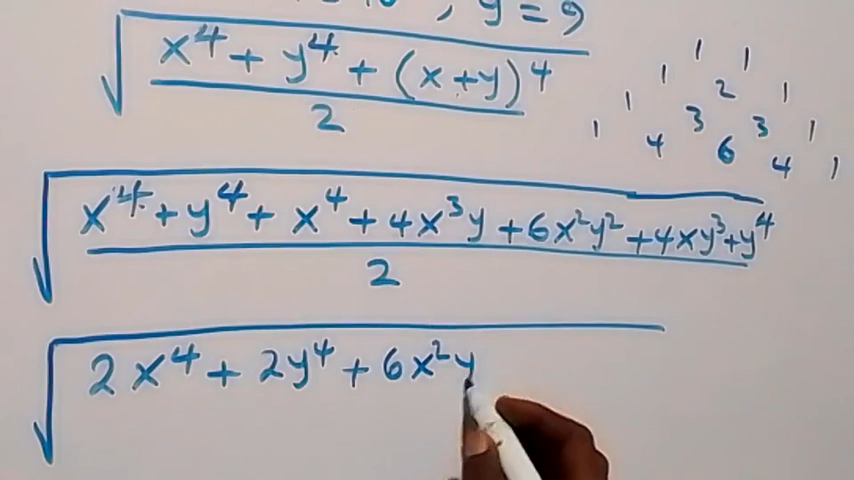 , y = 9
√((x⁴ + y⁴ + (x + y)⁴)/2)
1 1
1 2 1
1 3 3 1
1 4 6 4 1
√((x⁴ + y⁴ + x⁴ + 4x³y + 6x²y² + 4xy³ + y⁴)/2)
√(2x⁴ + 2y⁴ + 6x²y